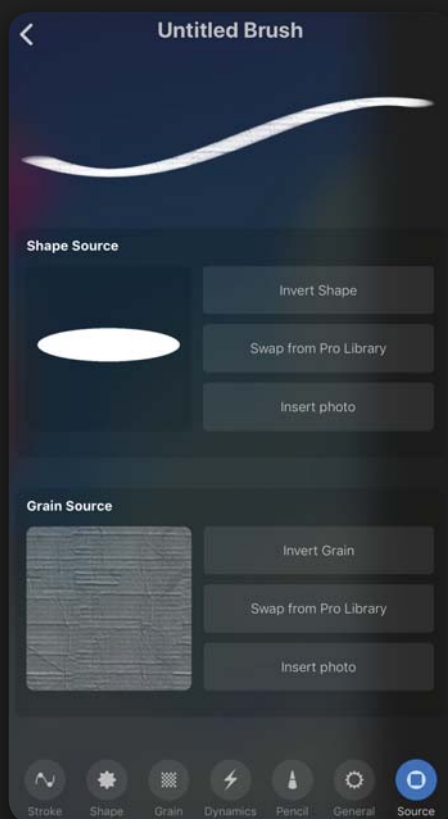 Untitled Brush
Shape Source
Invert Shape
Swap from Pro Library
Insert photo
Grain Source
Invert Grain
Swap from Pro Library
Insert photo
Stroke Shape Grain Dynamics Pencil General Source